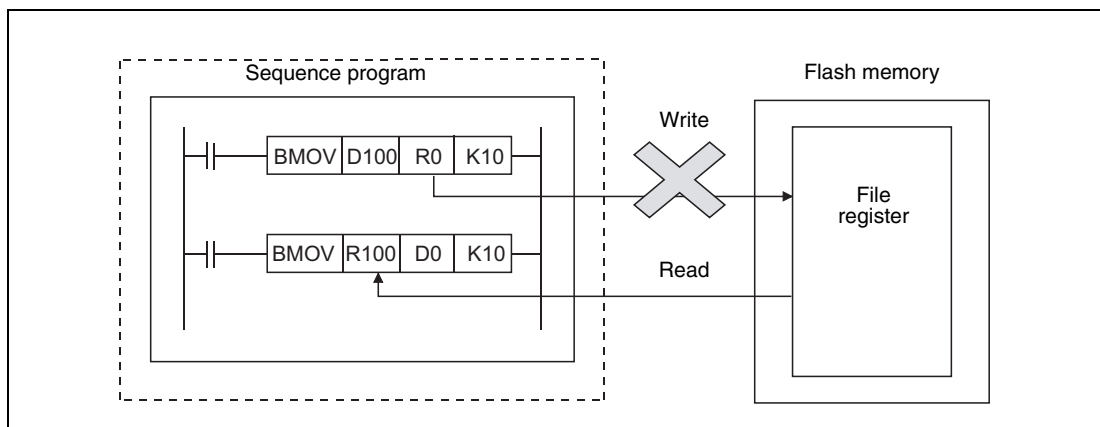 Sequence program
Flash memory
BMOV D100 R0 K10
Write
File
register
BMOV R100 D0 K10
Read